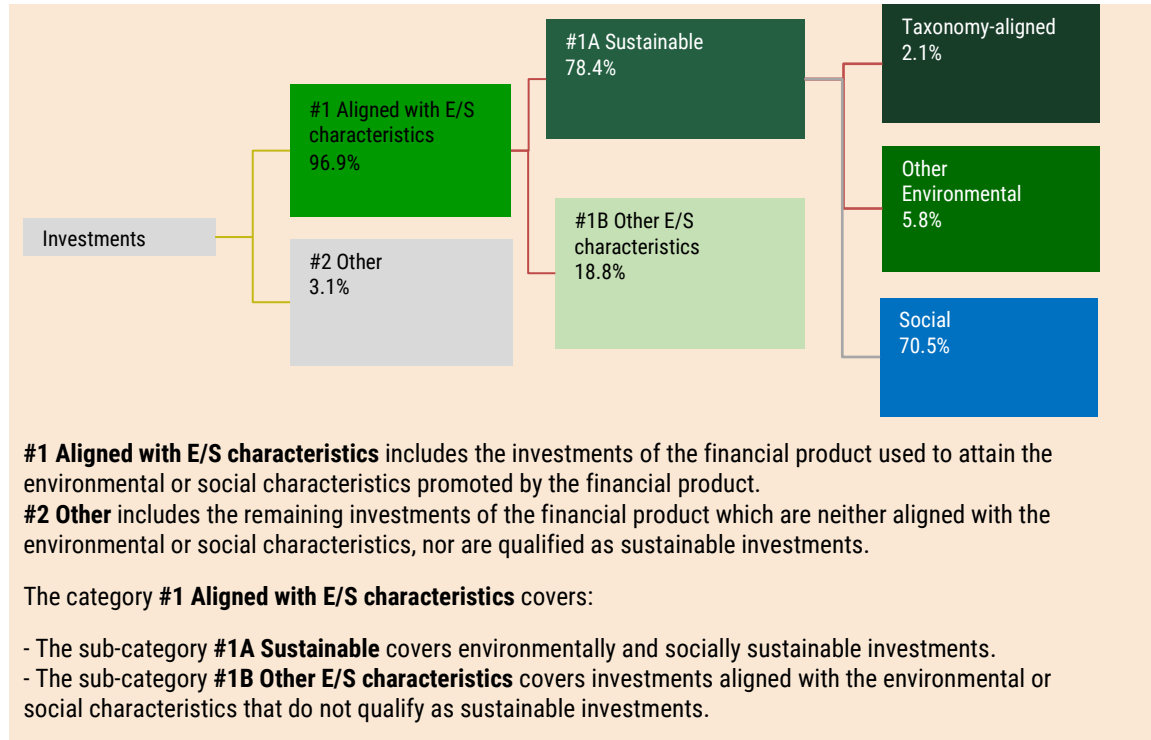 Investments
#1 Aligned with E/S
characteristics
96.9%
#2 Other
3.1%
#1A Sustainable
78.4%
#1B Other E/S
characteristics
18.8%
Taxonomy-aligned
2.1%
Other
Environmental
5.8%
Social
70.5%
#1 Aligned with E/S characteristics includes the investments of the financial product used to attain the
environmental or social characteristics promoted by the financial product.
#2 Other includes the remaining investments of the financial product which are neither aligned with the
environmental or social characteristics, nor are qualified as sustainable investments.
The category #1 Aligned with E/S characteristics covers:
- The sub-category #1A Sustainable covers environmentally and socially sustainable investments.
- The sub-category #1B Other E/S characteristics covers investments aligned with the environmental or
social characteristics that do not qualify as sustainable investments.